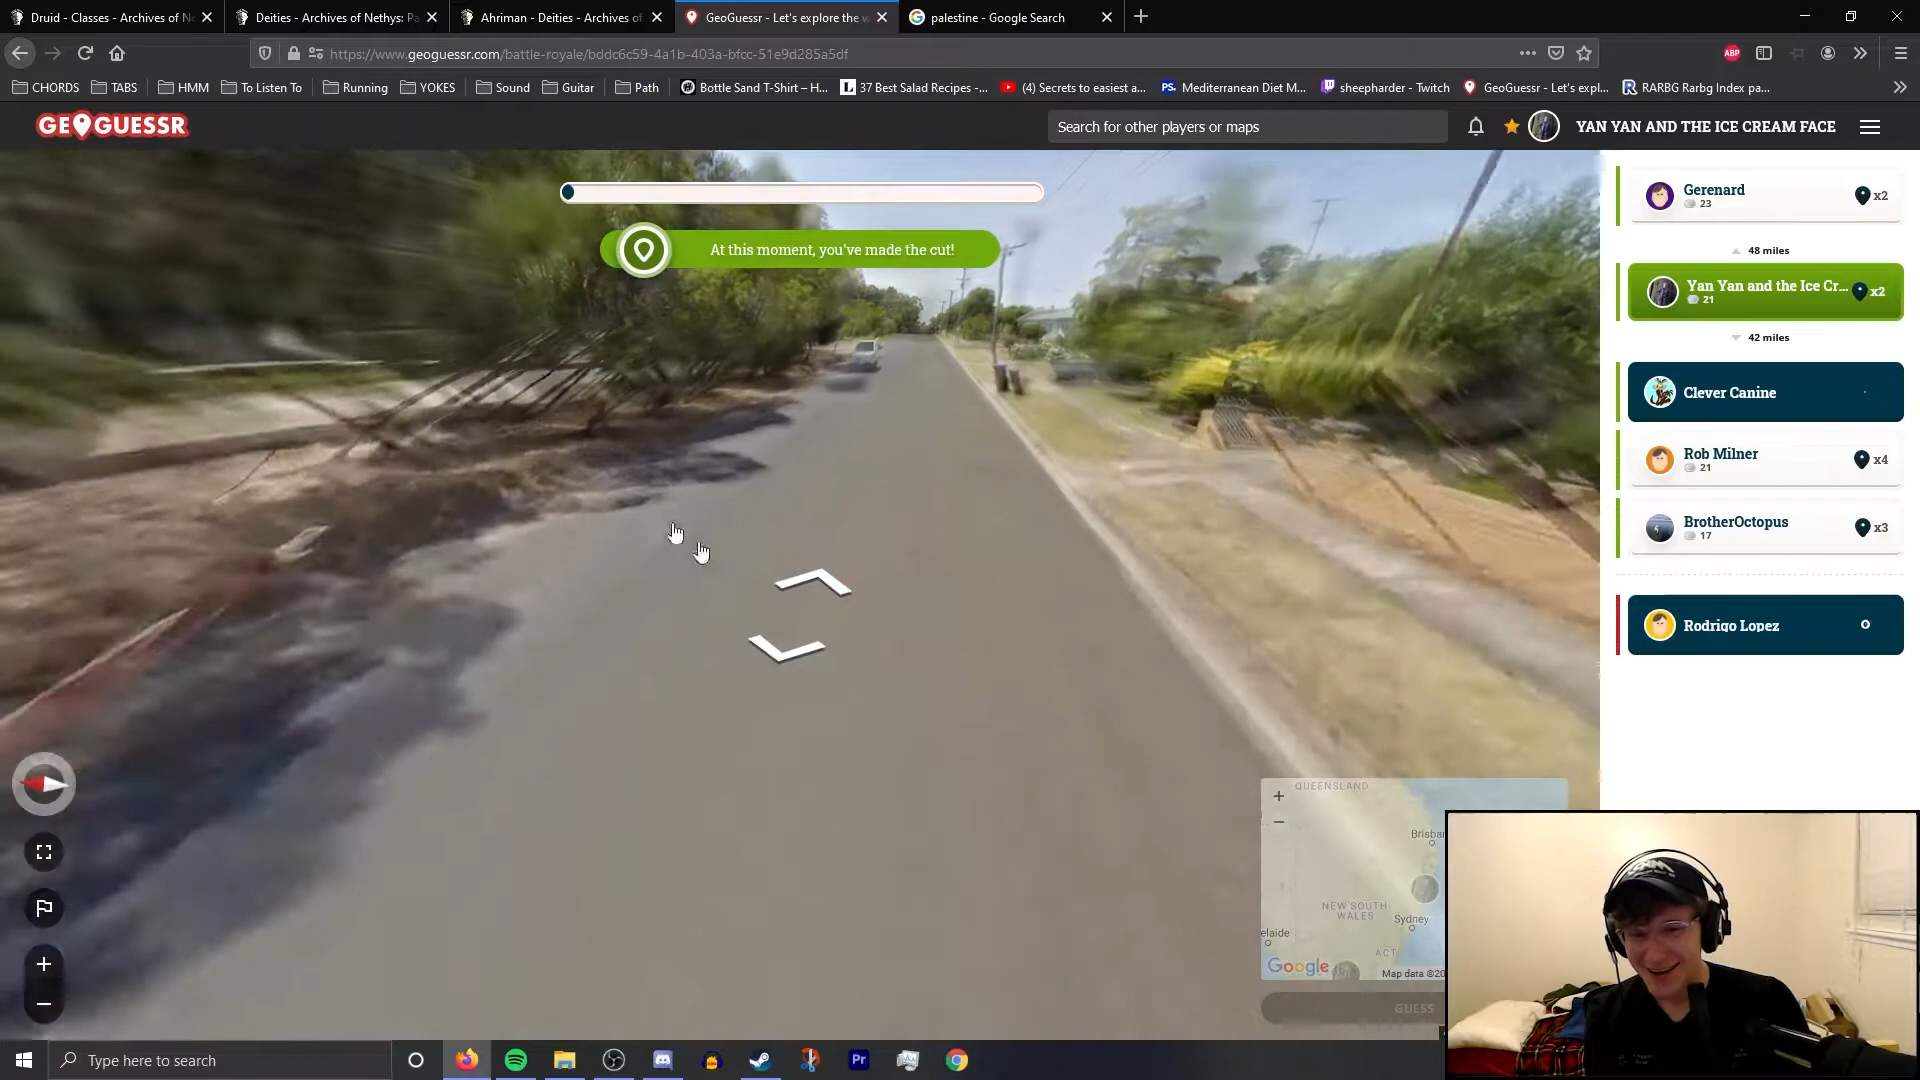 Druid - Classes - Archives of Ne
Deities - Archives of Nethys: Pa
Ahriman - Deities - Archives of
GeoGuessr - Let's explore the w
palestine - Google Search
https://www.geoguessr.com/battle-royale/bddc6c59-4a1b-403a-bfcc-51e9d285a5df
ABP
CHORDS
TABS
HMM
To Listen To
Running
YOKES
Sound
Guitar
Path
Bottle Sand T-Shirt – H...
37 Best Salad Recipes -...
(4) Secrets to easiest a...
Mediterranean Diet M...
sheepharder - Twitch
GeoGuessr - Let's expl...
RARBG Rarbg Index pa...
GEOGUESSR
Search for other players or maps
YAN YAN AND THE ICE CREAM FACE
At this moment, you've made the cut!
Gerenard
23
x2
48 miles
Yan Yan and the Ice Cr...
21
x2
42 miles
Clever Canine
Rob Milner
21
x4
BrotherOctopus
17
x3
Rodrigo Lopez
QUEENSLAND
Brisba
NEW SOUTH
WALES
Sydney
elaide
ACT
Google
Map data ©20
GUESS
Type here to search
Pr